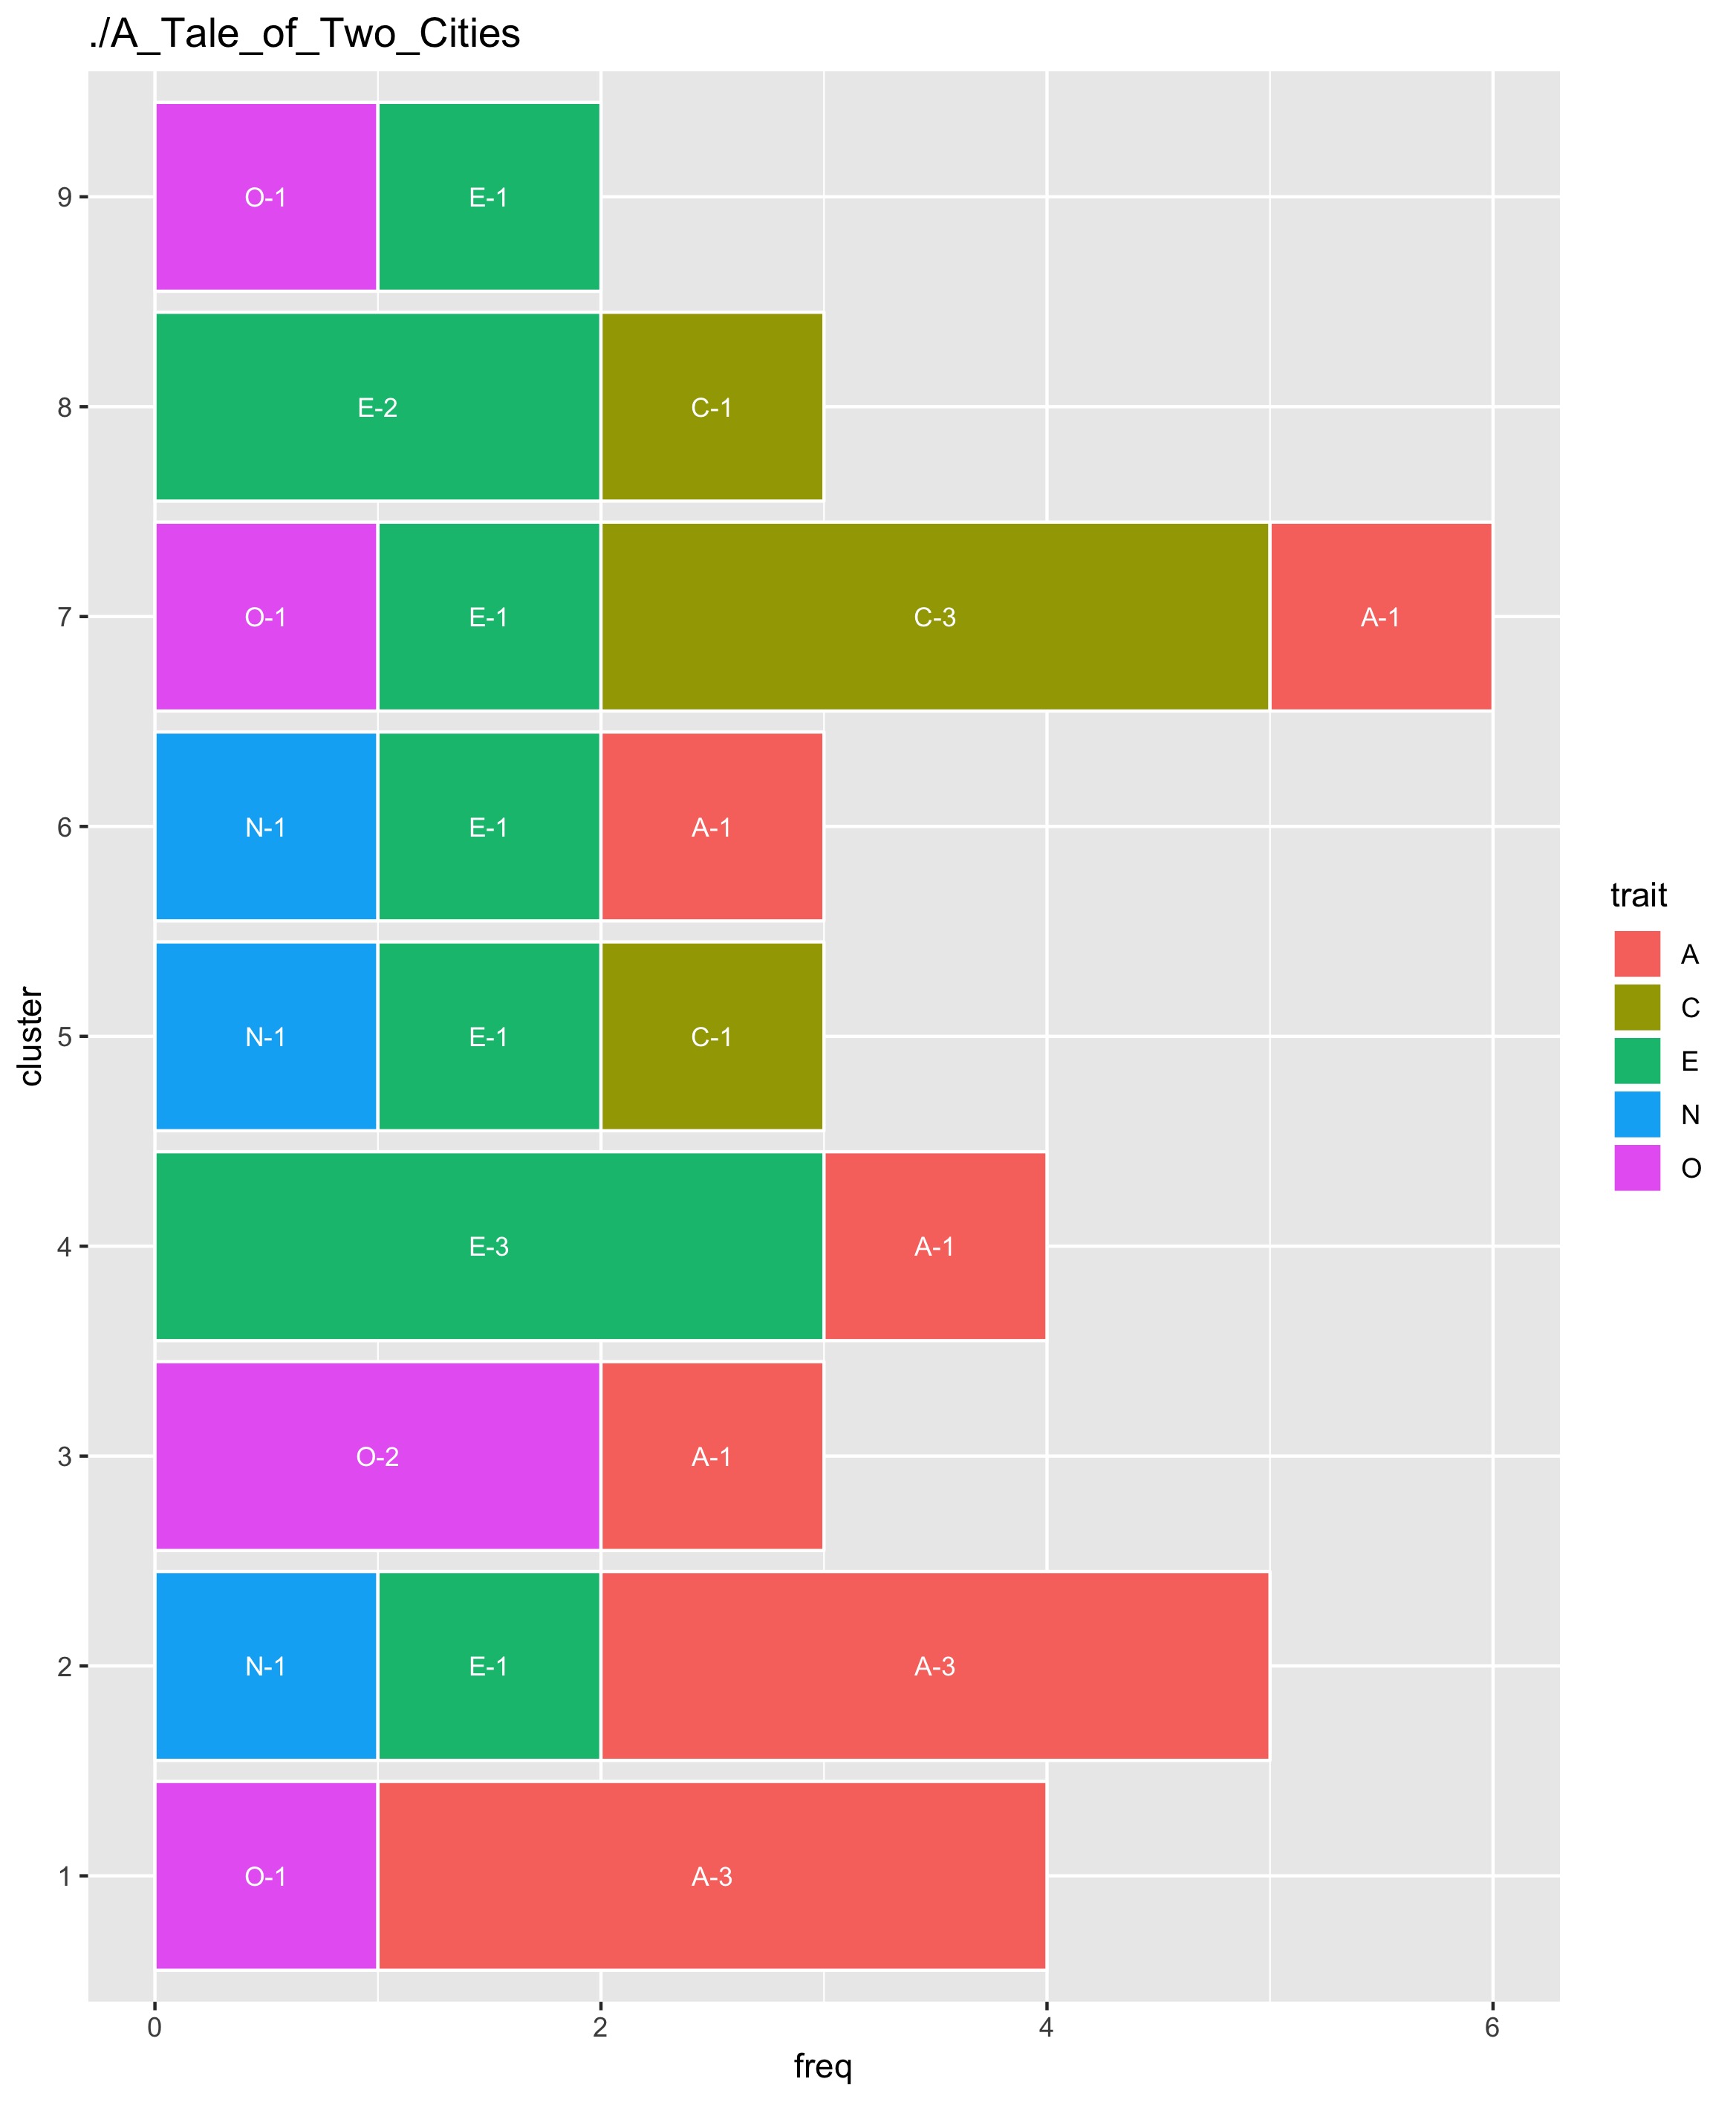 ./A_Tale_of_Two_Cities
9
O-1 E-1
8
E-2 C-1
7
O-1 E-1 C-3 A-1
6
N-1 E-1 A-1
5
N-1 E-1 C-1
4
E-3 A-1
3
O-2 A-1
2
N-1 E-1 A-3
1
O-1 A-3
cluster
0 2 4 6
freq
trait
A
C
E
N
O